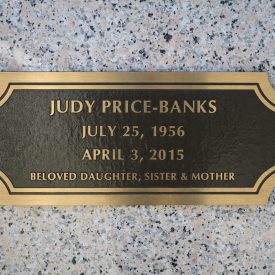 JUDY PRICE-BANKS
JULY 25, 1956
APRIL 3, 2015
BELOVED DAUGHTER, SISTER & MOTHER